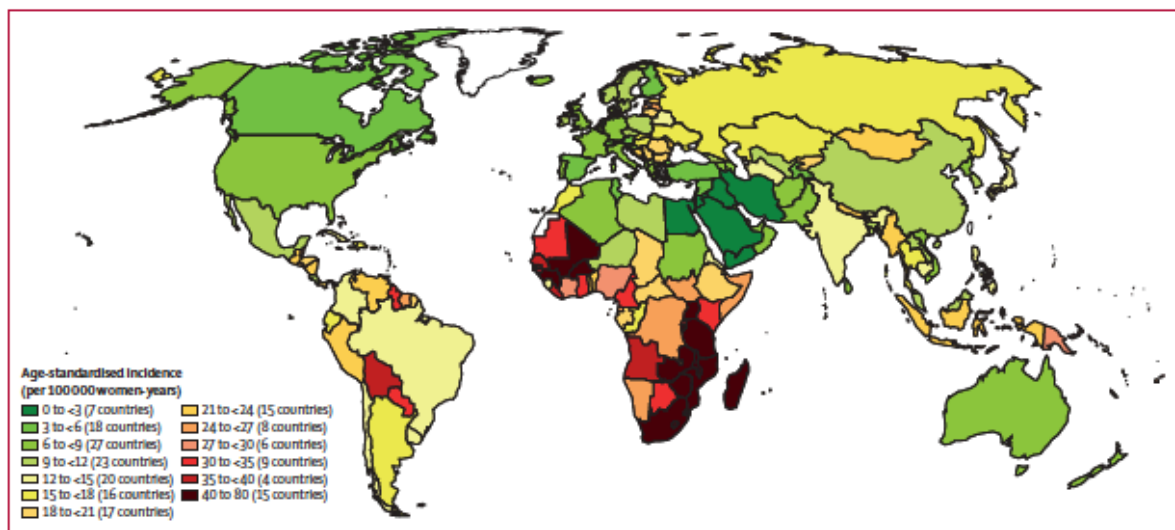 Age-standardised incidence
(per 100 000 women-years)
0 to <3 (7 countries)
3 to <6 (18 countries)
6 to <9 (27 countries)
9 to <12 (23 countries)
12 to <15 (20 countries)
15 to <18 (16 countries)
18 to <21 (17 countries)
21 to <24 (15 countries)
24 to <27 (8 countries)
27 to <30 (6 countries)
30 to <35 (9 countries)
35 to <40 (4 countries)
40 to 80 (15 countries)